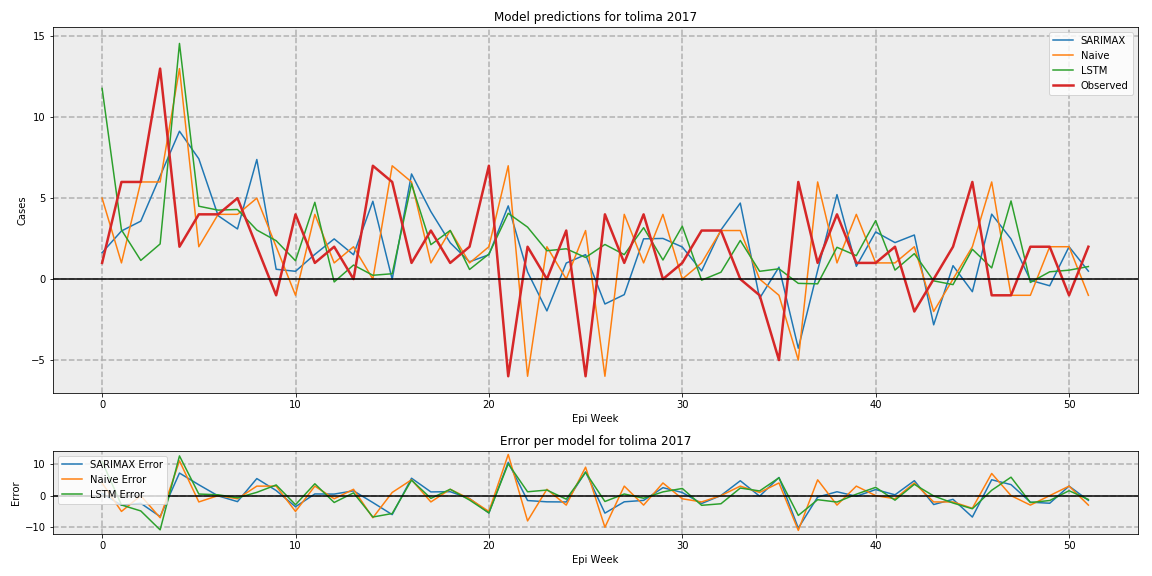 Model predictions for tolima 2017
15
10
5
0
−5
Cases
SARIMAX
Naive
LSTM
Observed
0 10 20 30 40 50
Epi Week
Error per model for tolima 2017
10
0
−10
Error
SARIMAX Error
Naive Error
LSTM Error
0 10 20 30 40 50
Epi Week